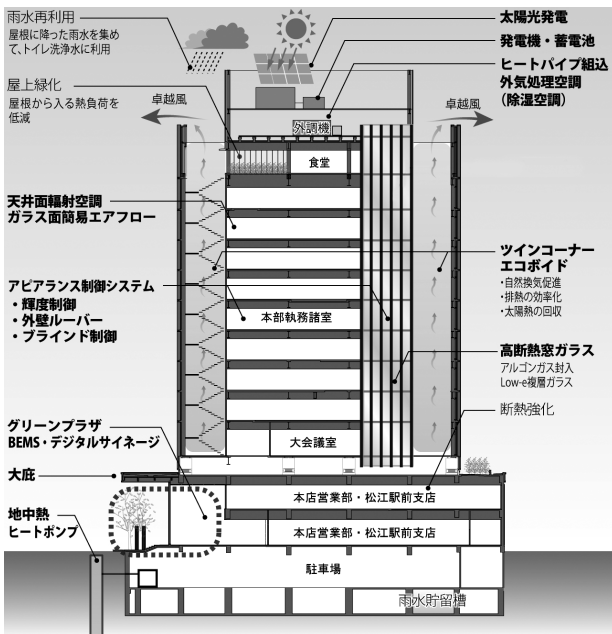 雨水再利用
屋根に降った雨水を集め
て、トイレ洗浄水に利用
屋上緑化
屋根から入る熱負荷を
低減
卓越風
天井面輻射空調
ガラス面簡易エアフロー
アピアランス制御システム
・輝度制御
・外壁ルーバー
・ブラインド制御
グリーンプラザ
BEMS・デジタルサイネージ
大庇
地中熱
ヒートポンプ
太陽光発電
発電機・蓄電池
ヒートパイプ組込
外気処理空調
（除湿空調）
卓越風
外調機
食堂
本部執務諸室
大会議室
本店営業部・松江駅前支店
本店営業部・松江駅前支店
駐車場
雨水貯留槽
ツインコーナー
エコボイド
・自然換気促進
・排熱の効率化
・太陽熱の回収
高断熱窓ガラス
アルゴンガス封入
Low-e複層ガラス
断熱強化